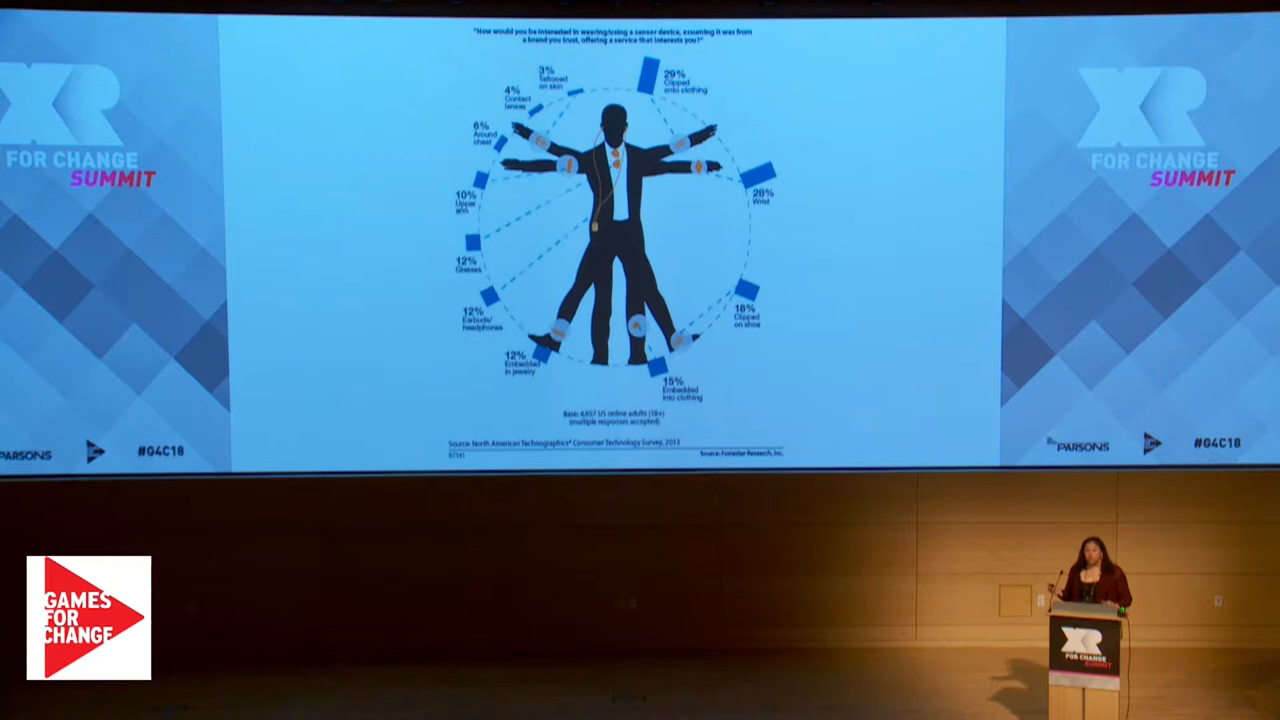 "How would you be interested in wearing/using a sensor device, assuming it was from
a brand you trust, offering a service that interests you?"
3%
Tattooed
on skin
29%
Clipped
onto clothing
4%
Contact
lenses
6%
Around
chest
10%
Upper
arm
28%
Wrist
12%
Glasses
12%
Earbuds/
headphones
18%
Clipped
on shoe
12%
Embedded
in jewelry
15%
Embedded
into clothing
Base: 4,657 US online adults (18+)
(multiple responses accepted)
Source: North American Technographics® Consumer Technology Survey, 2013
Source: Forrester Research, Inc.
XR
FOR CHANGE
SUMMIT
PARSONS
#G4C18
XR
FOR CHANGE
SUMMIT
PARSONS
#G4C18
GAMES
FOR
CHANGE
XR
FOR CHANGE
SUMMIT